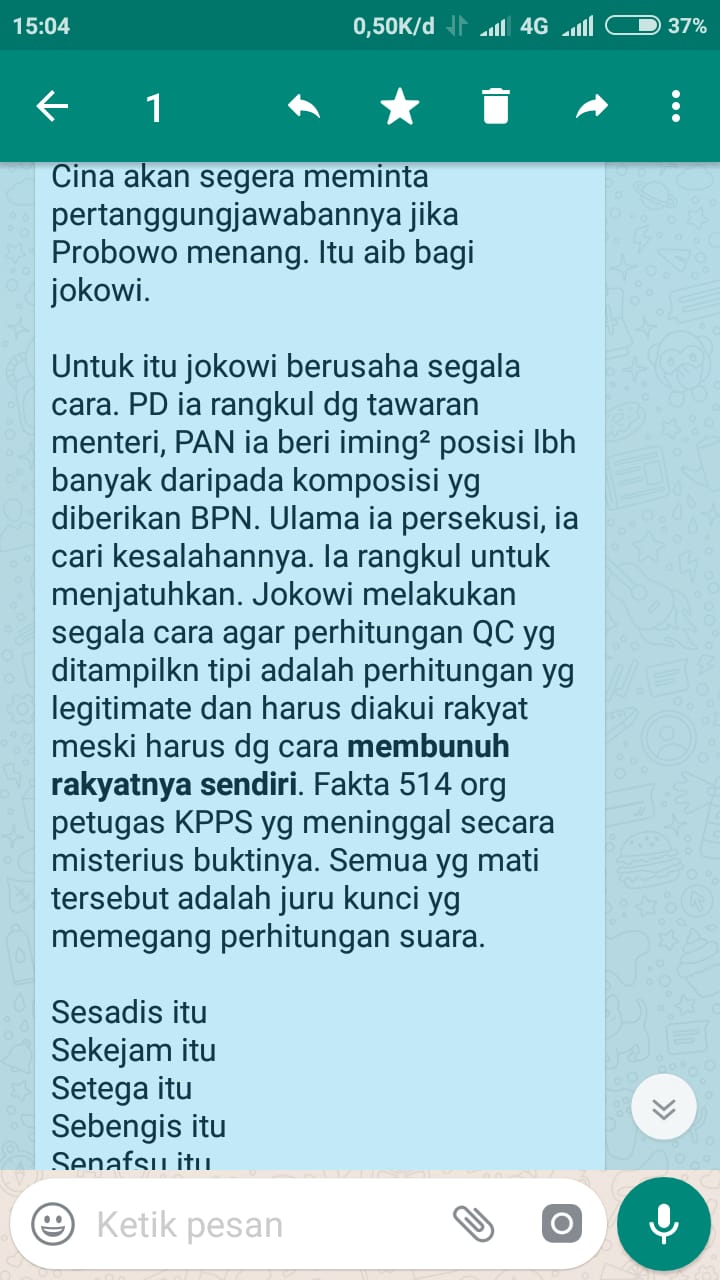 15:04 0,50K/d 4G 37%
1
Cina akan segera meminta
pertanggungjawabannya jika
Probowo menang. Itu aib bagi
jokowi.
Untuk itu jokowi berusaha segala
cara. PD ia rangkul dg tawaran
menteri, PAN ia beri iming² posisi lbh
banyak daripada komposisi yg
diberikan BPN. Ulama ia persekusi, ia
cari kesalahannya. Ia rangkul untuk
menjatuhkan. Jokowi melakukan
segala cara agar perhitungan QC yg
ditampilkn tipi adalah perhitungan yg
legitimate dan harus diakui rakyat
meski harus dg cara membunuh
rakyatnya sendiri. Fakta 514 org
petugas KPPS yg meninggal secara
misterius buktinya. Semua yg mati
tersebut adalah juru kunci yg
memegang perhitungan suara.
Sesadis itu
Sekejam itu
Setega itu
Sebengis itu
Senafsu itu
Ketik pesan